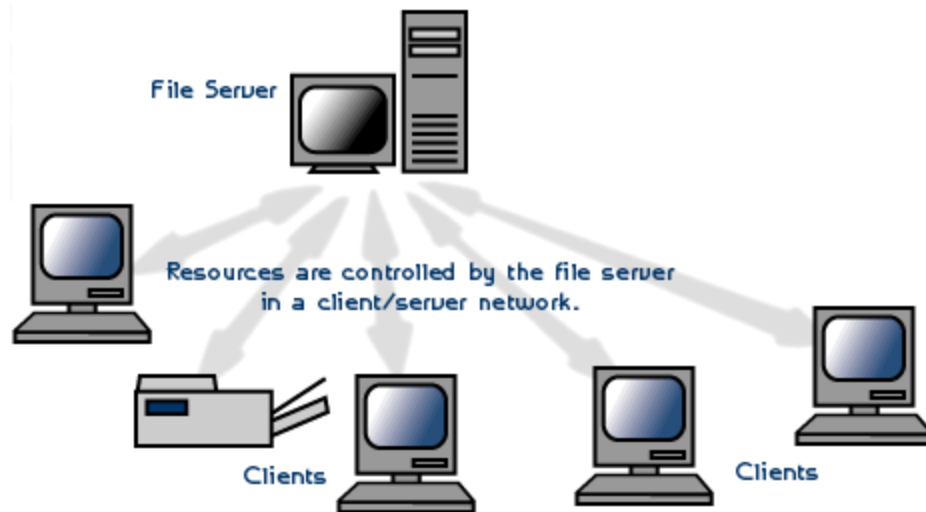 File Server
Resources are controlled by the file server
in a client/server network.
Clients
Clients